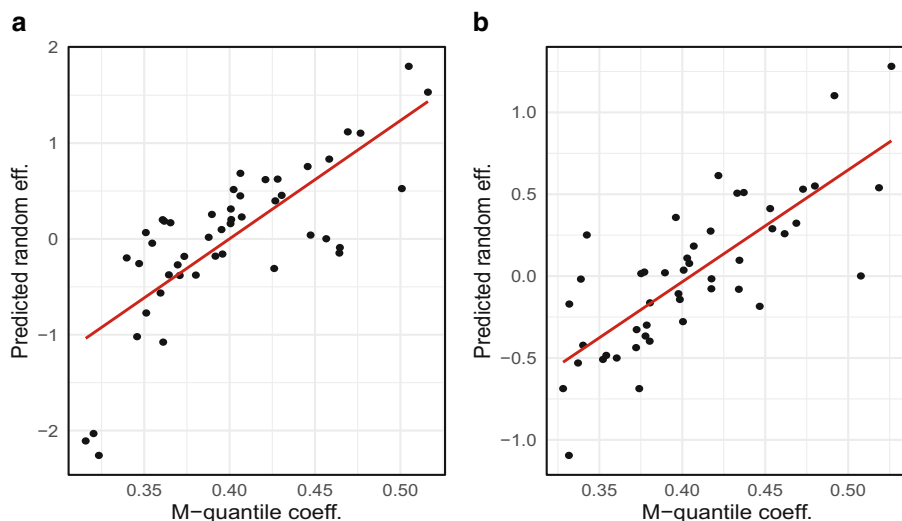 a
2
1
0
−1
−2
Predicted random eff.
0.35 0.40 0.45 0.50
M−quantile coeff.
b
1.0
0.5
0.0
−0.5
−1.0
Predicted random eff.
0.35 0.40 0.45 0.50
M−quantile coeff.